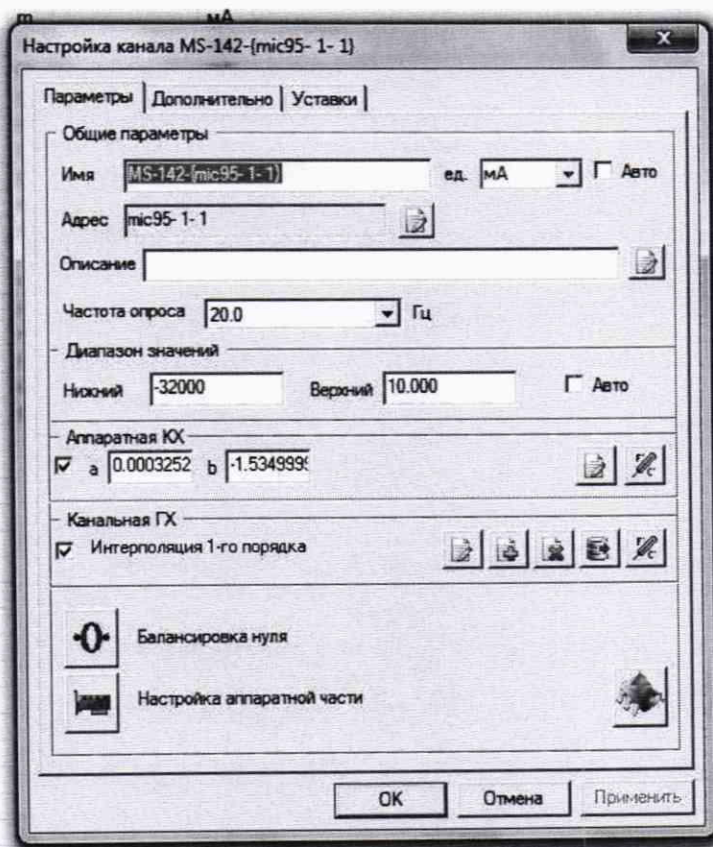 мА
Настройка канала MS-142-{mic95- 1- 1}
Параметры Дополнительно Уставки
Общие параметры
Имя MS-142-{mic95- 1- 1} ед. мА Авто
Адрес mic95- 1- 1
Описание
Частота опроса 20.0 Гц
Диапазон значений
Нижний -32000 Верхний 10.000 Авто
Аппаратная КХ
a 0.0003252 b -1.5349999
Канальная ГХ
Интерполяция 1-го порядка
Балансировка нуля
Настройка аппаратной части
OK Отмена Применить